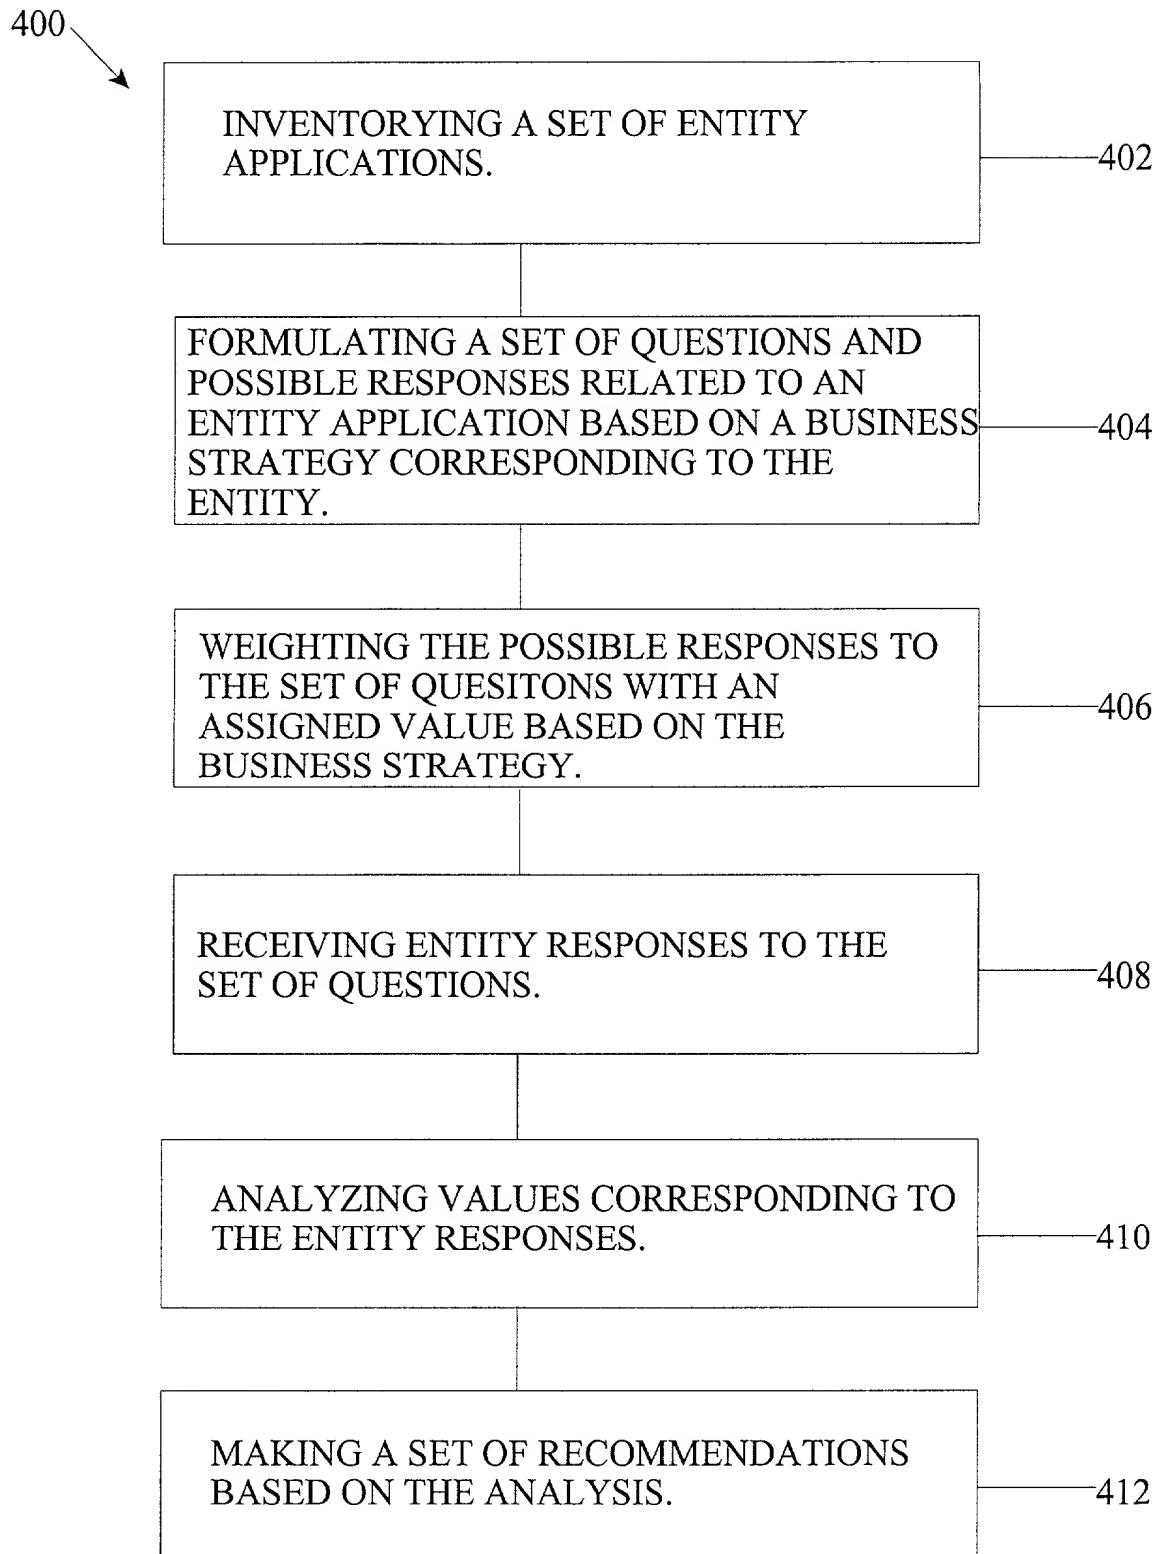 400
INVENTORYING A SET OF ENTITY
APPLICATIONS.
402
FORMULATING A SET OF QUESTIONS AND
POSSIBLE RESPONSES RELATED TO AN
ENTITY APPLICATION BASED ON A BUSINESS
STRATEGY CORRESPONDING TO THE
ENTITY.
404
WEIGHTING THE POSSIBLE RESPONSES TO
THE SET OF QUESITONS WITH AN
ASSIGNED VALUE BASED ON THE
BUSINESS STRATEGY.
406
RECEIVING ENTITY RESPONSES TO THE
SET OF QUESTIONS.
408
ANALYZING VALUES CORRESPONDING TO
THE ENTITY RESPONSES.
410
MAKING A SET OF RECOMMENDATIONS
BASED ON THE ANALYSIS.
412